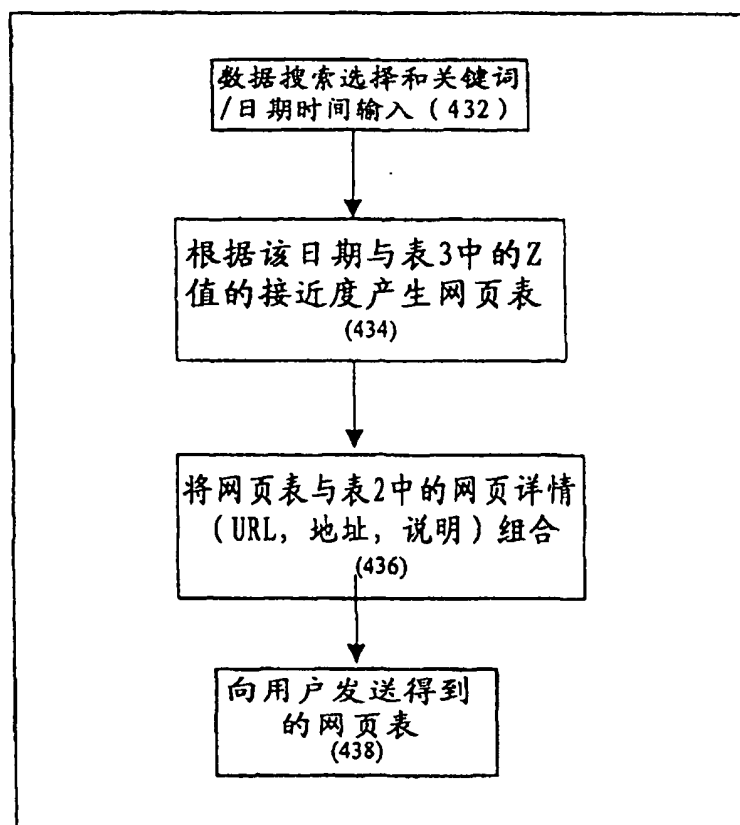 数据搜索选择和关键词
/日期时间输入(432)
根据该日期与表3中的Z
值的接近度产生网页表
(434)
将网页表与表2中的网页详情
(URL, 地址, 说明)组合
(436)
向用户发送得到
的网页表
(438)